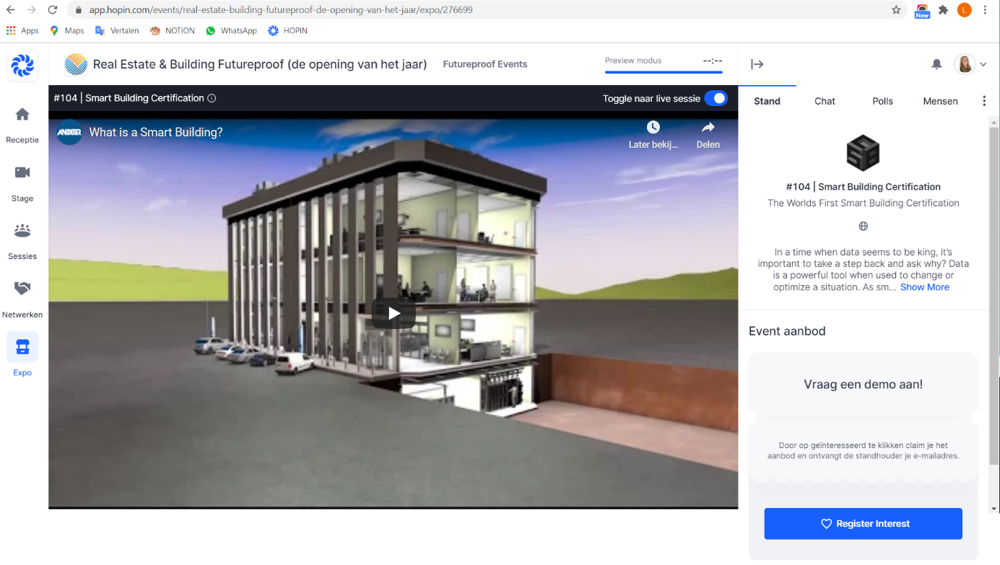 app.hopin.com/events/real-estate-building-futureproof-de-opening-van-het-jaar/expo/276699
New
L
Apps
Maps
Vertalen
NOTION
WhatsApp
HOPIN
Real Estate & Building Futureproof (de opening van het jaar)
Futureproof Events
Preview modus
--:--
Receptie
Stage
Sessies
Netwerken
Expo
#104 | Smart Building Certification
Toggle naar live sessie
ANIXTER
What is a Smart Building?
Later bekij...
Delen
Stand
Chat
Polls
Mensen
#104 | Smart Building Certification
The Worlds First Smart Building Certification
In a time when data seems to be king, it's
important to take a step back and ask why? Data
is a powerful tool when used to change or
optimize a situation. As sm... Show More
Event aanbod
Vraag een demo aan!
Door op geïnteresseerd te klikken claim je het
aanbod en ontvangt de standhouder je e-mailadres.
Register Interest